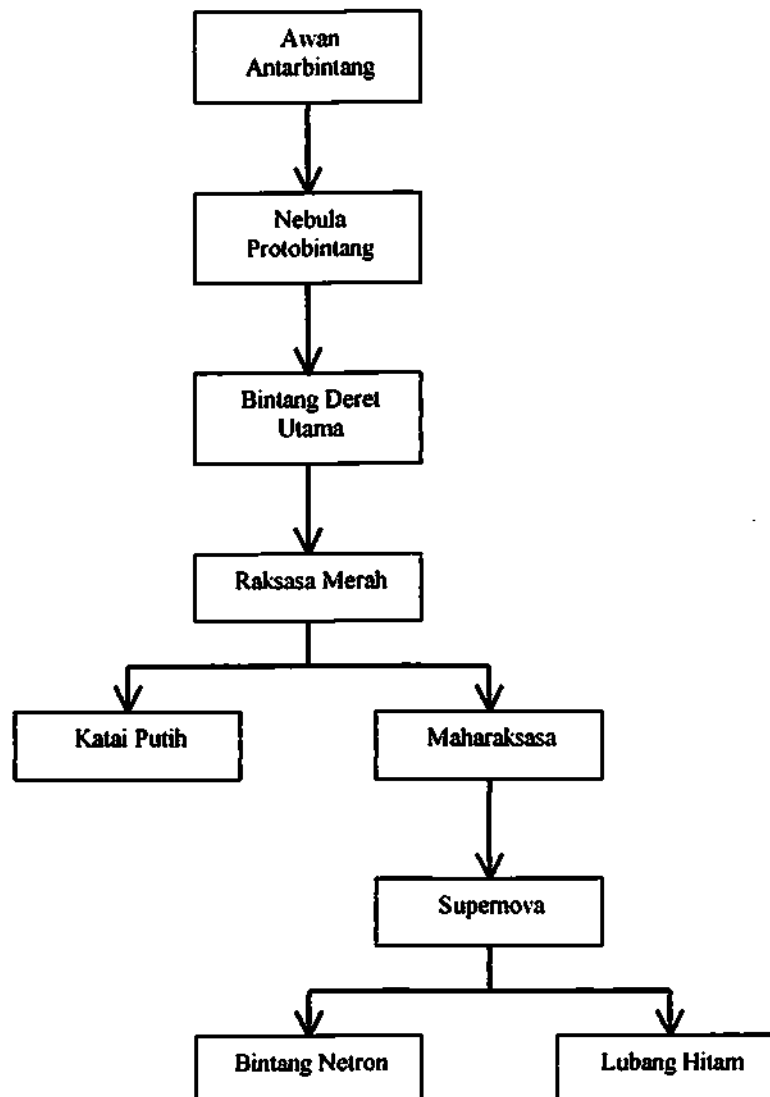 Awan
Antarbintang
Nebula
Protobintang
Bintang Deret
Utama
Raksasa Merah
Katai Putih
Maharaksasa
Supernova
Bintang Netron
Lubang Hitam